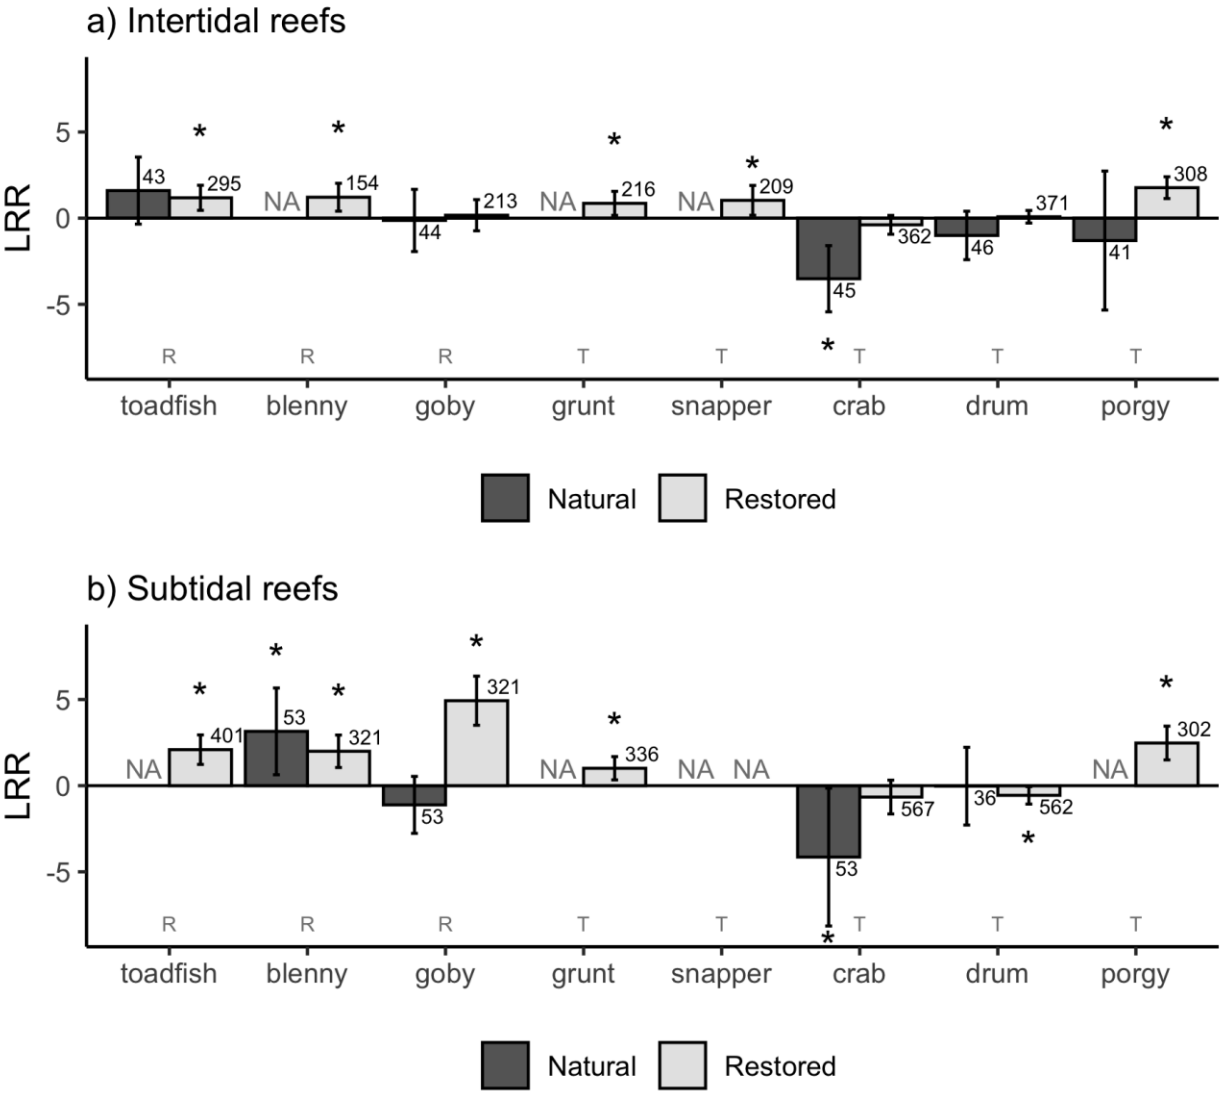 a) Intertidal reefs
LRR
5
0
-5
43
295
NA
154
44
213
NA
216
NA
209
45
362
46
371
41
308
* * * * * *
R R R T T T T T
toadfish blenny goby grunt snapper crab drum porgy
Natural Restored
b) Subtidal reefs
LRR
5
0
-5
NA
401
53
321
53
321
NA
336
NA NA
53
567
36
562
NA
302
* * * * * * * *
R R R T T T T T
toadfish blenny goby grunt snapper crab drum porgy
Natural Restored